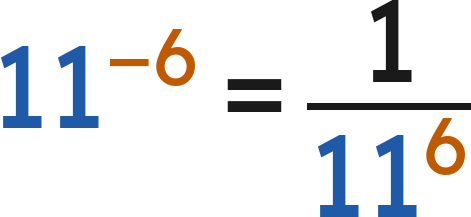 11⁻⁶ = 1/11⁶